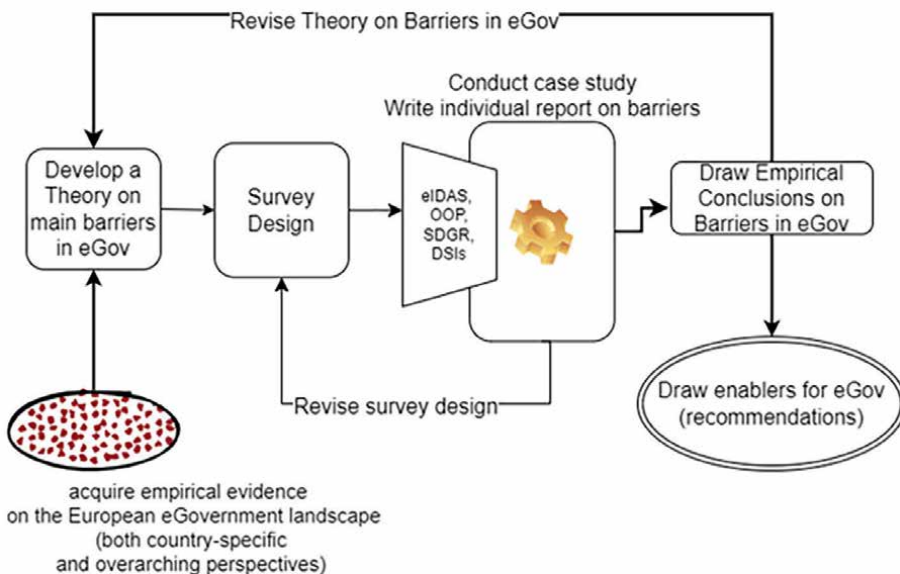 Revise Theory on Barriers in eGov
Conduct case study
Write individual report on barriers
Develop a
Theory on
main barriers
in eGov
Survey
Design
eIDAS,
OOP,
SDGR,
DSIs
Draw Empirical
Conclusions on
Barriers in eGov
Revise survey design
Draw enablers for eGov
(recommendations)
acquire empirical evidence
on the European eGovernment landscape
(both country-specific
and overarching perspectives)